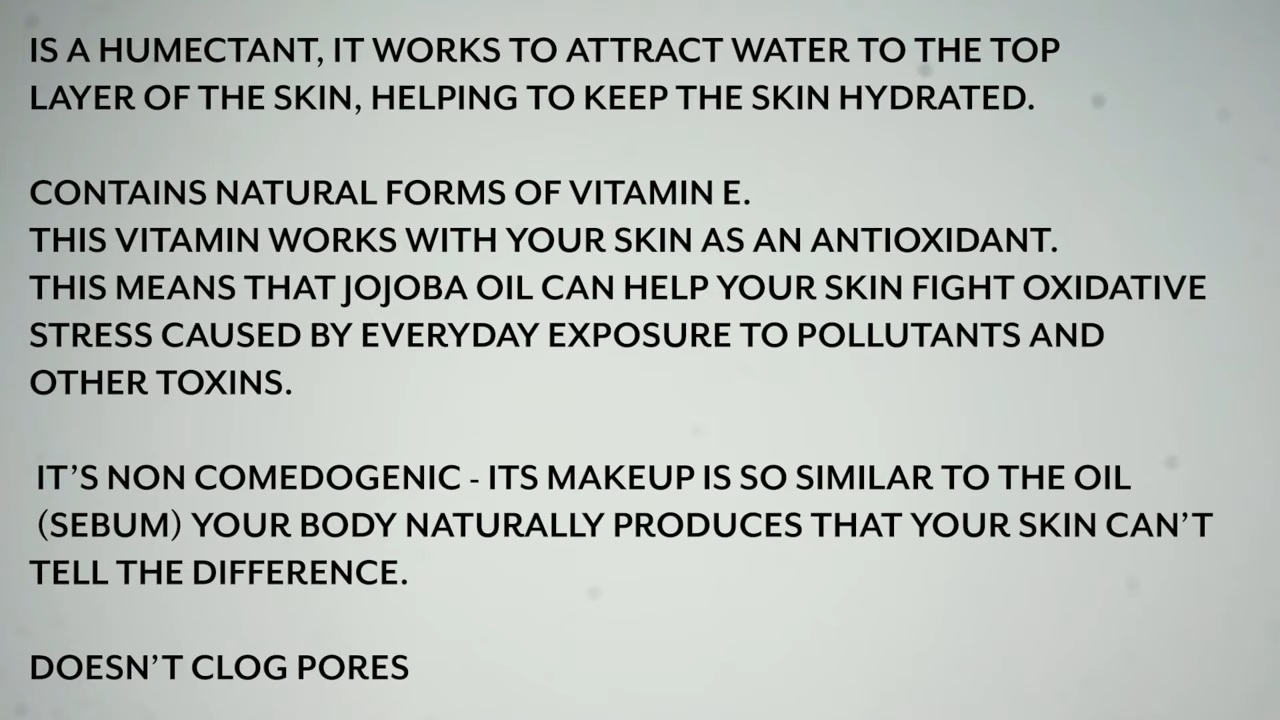 IS A HUMECTANT, IT WORKS TO ATTRACT WATER TO THE TOP
LAYER OF THE SKIN, HELPING TO KEEP THE SKIN HYDRATED.
CONTAINS NATURAL FORMS OF VITAMIN E.
THIS VITAMIN WORKS WITH YOUR SKIN AS AN ANTIOXIDANT.
THIS MEANS THAT JOJOBA OIL CAN HELP YOUR SKIN FIGHT OXIDATIVE
STRESS CAUSED BY EVERYDAY EXPOSURE TO POLLUTANTS AND
OTHER TOXINS.
IT’S NON COMEDOGENIC - ITS MAKEUP IS SO SIMILAR TO THE OIL
(SEBUM) YOUR BODY NATURALLY PRODUCES THAT YOUR SKIN CAN’T
TELL THE DIFFERENCE.
DOESN’T CLOG PORES